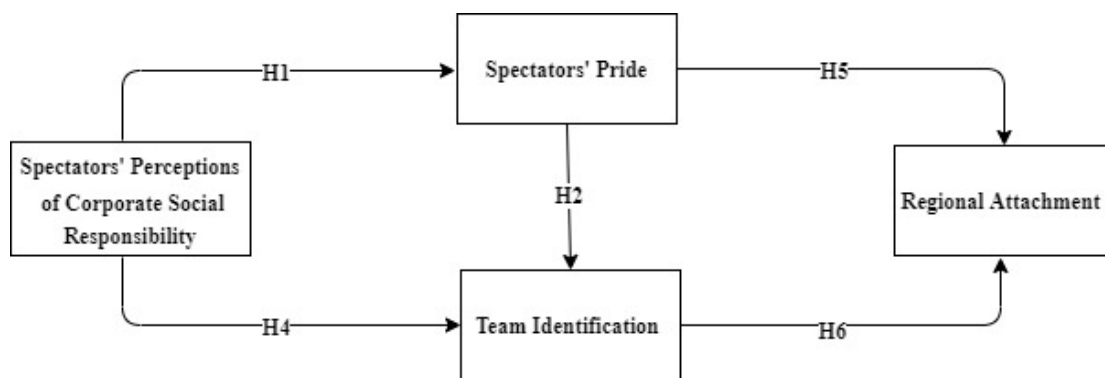 H1
Spectators' Pride
H5
Spectators' Perceptions
of Corporate Social
Responsibility
H2
Regional Attachment
H4
Team Identification
H6